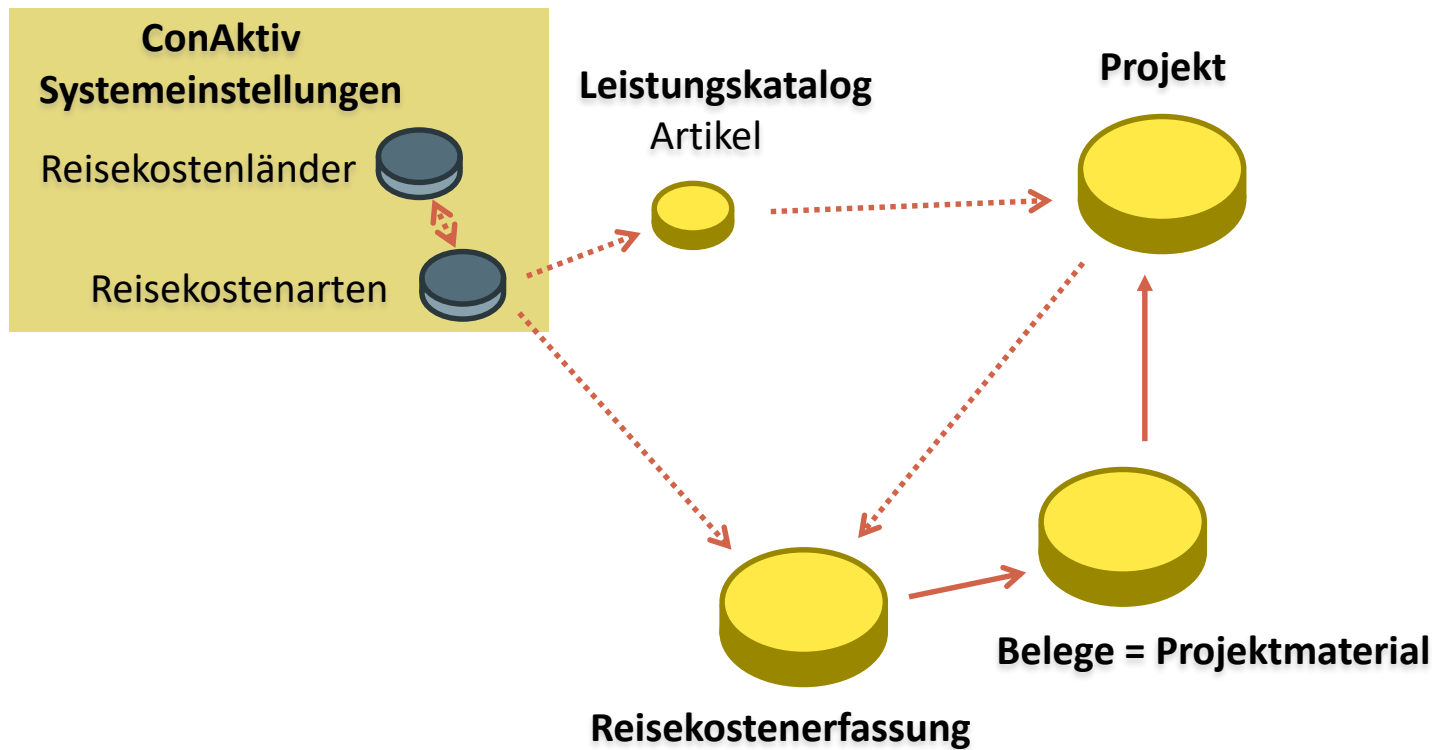 ConAktiv
Systemeinstellungen
Reisekostenländer
Reisekostenarten
Leistungskatalog
Artikel
Projekt
Belege = Projektmaterial
Reisekostenerfassung